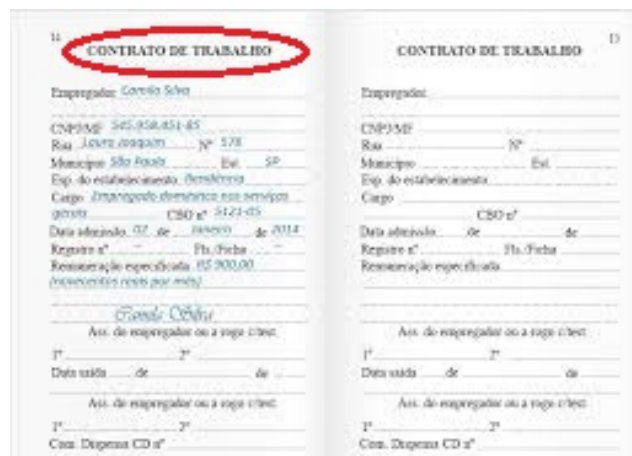 14
CONTRATO DE TRABALHO
Empregador Camila Silva
CNPJ/MF 545.958.451-85
Rua Laura Joaquim Nº 578
Município São Paulo Est. SP
Esp. do estabelecimento Residência
Cargo Empregado doméstico nos serviços
gerais CBO nº 5121-05
Data admissão 02 de Janeiro de 2014
Registro nº - Fls./Ficha -
Remuneração especificada R$ 900,00
(novecentos reais por mês)
Silva
Ass. do empregador ou a rogo c/test.
1º 2º
Data saída de de
Ass. do empregador ou a rogo c/test.
1º 2º
Com. Dispensa CD nº
CONTRATO DE TRABALHO
Empregador
CNPJ/MF
Rua Nº
Município Est.
Esp. do estabelecimento
Cargo
CBO nº
Data admissão de de
Registro nº Fls./Ficha
Remuneração especificada
Ass. do empregador ou a rogo c/test.
1º 2º
Data saída de de
Ass. do empregador ou a rogo c/test.
1º 2º
Com. Dispensa CD nº